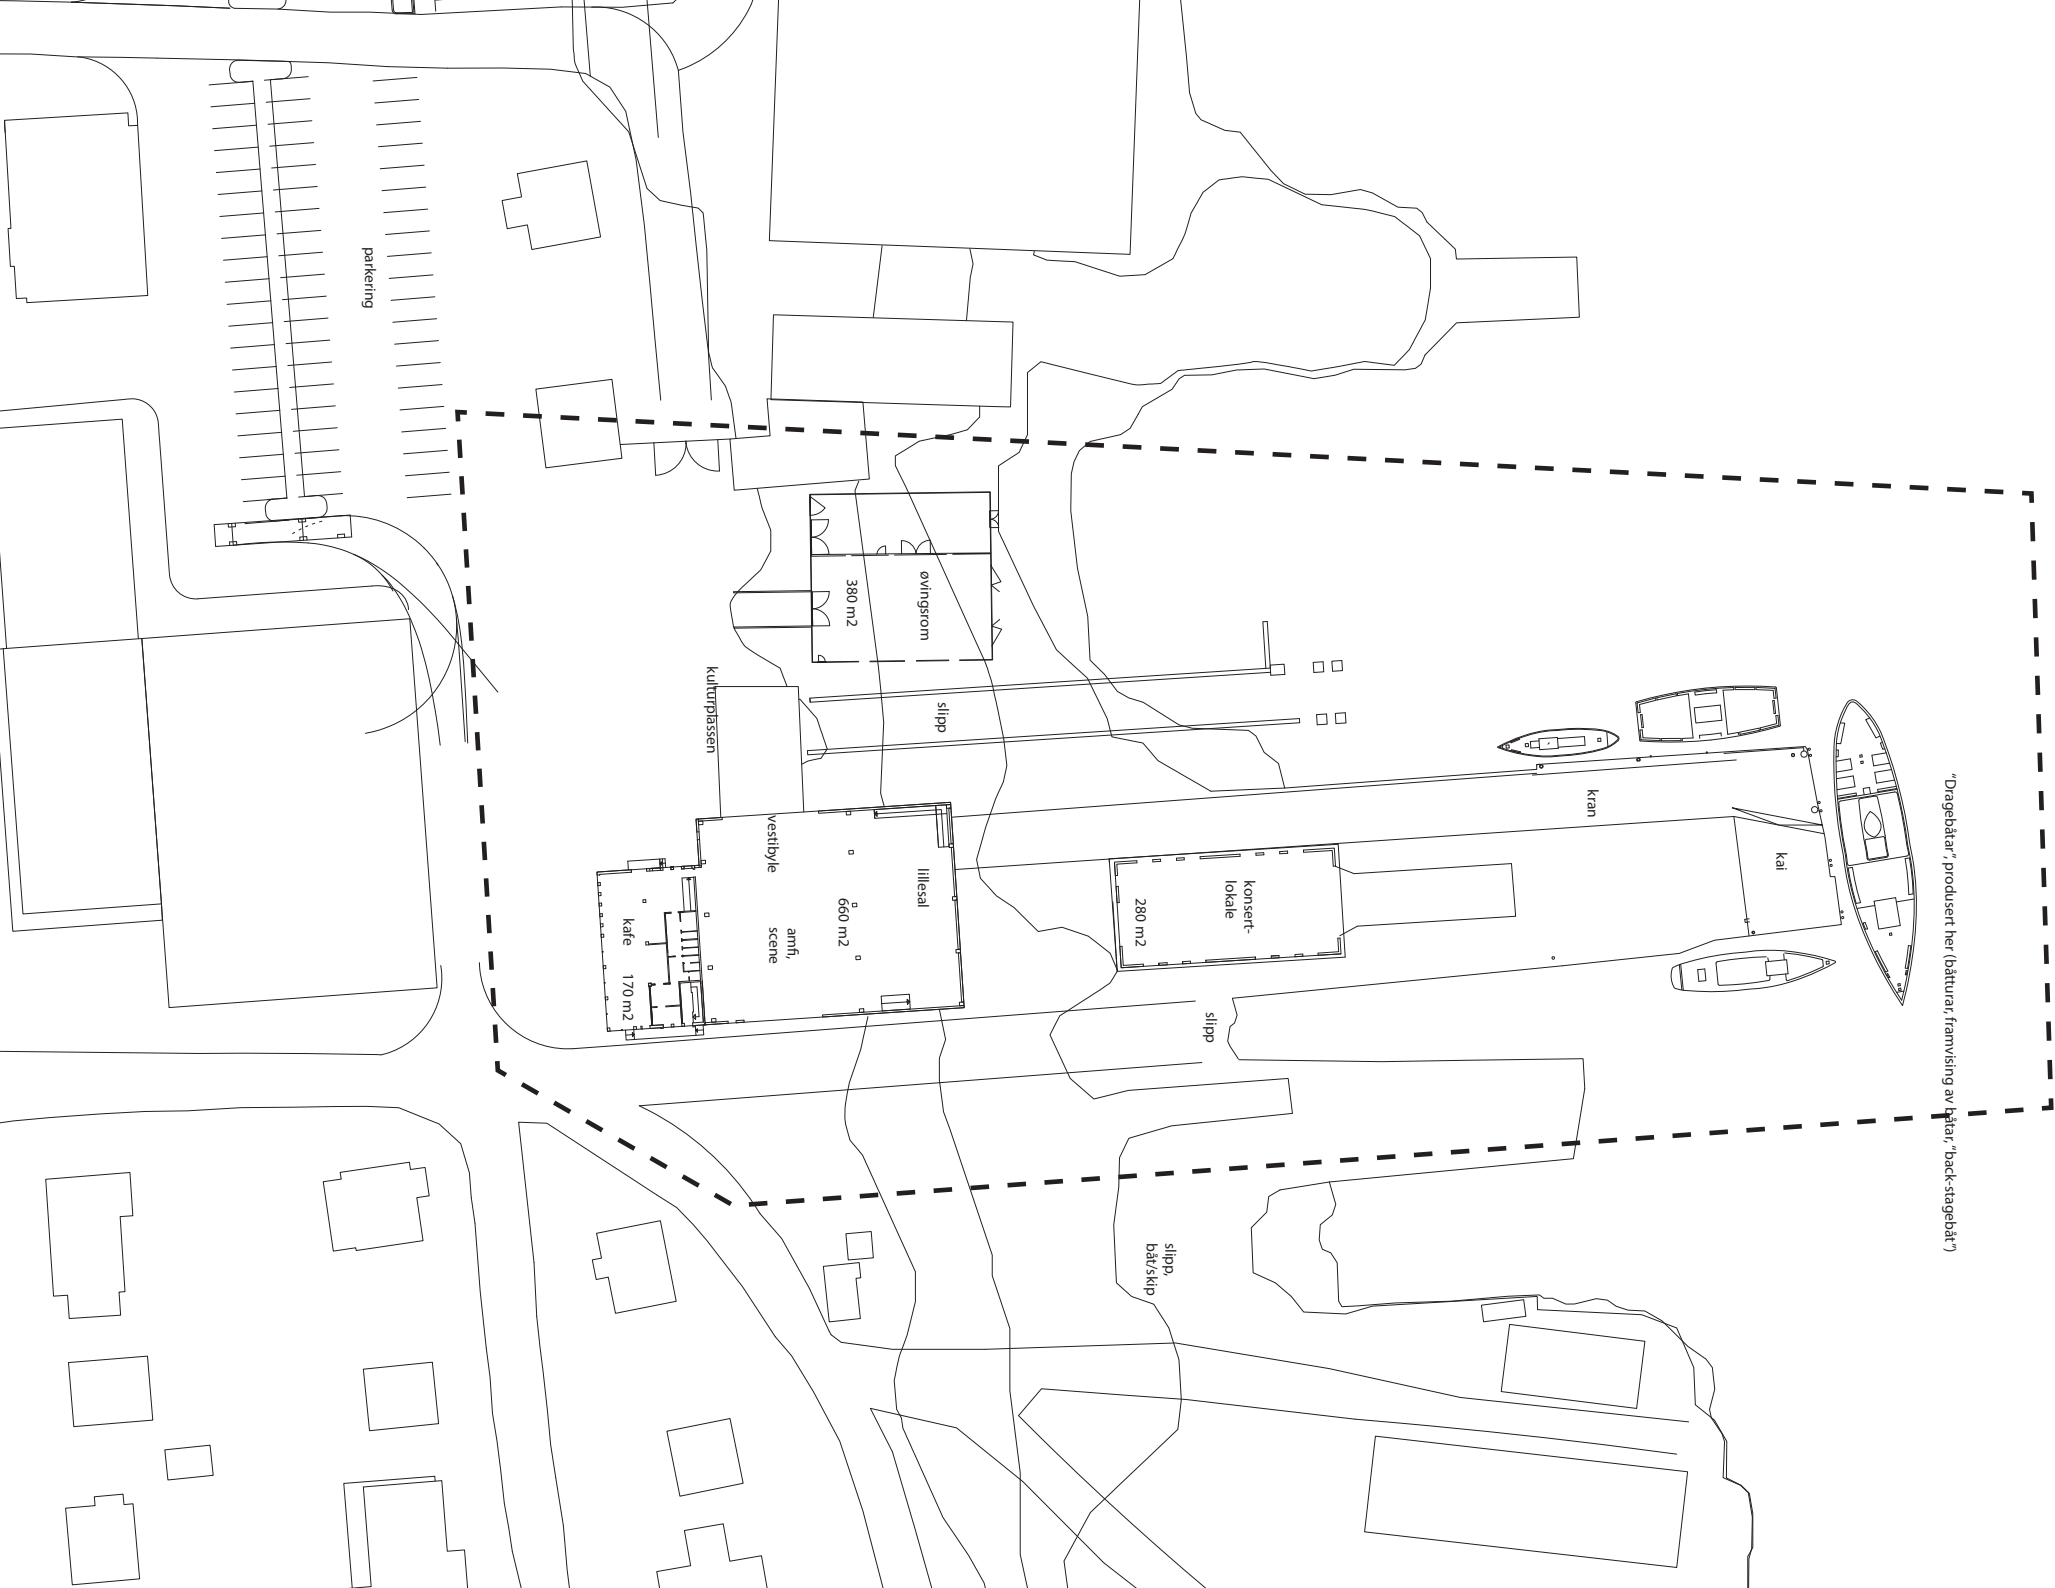 parkering
øvingsrom
380 m2
kulturplassen
slipp
vestibyle
lillesal
660 m2
amfi,
scene
kafe
170 m2
konsert-
lokale
280 m2
kran
kai
slipp
slipp,
båt/skip
"Dragebåtar", produsert her (båtturar, framvising av båtar, "back-stagebåt")